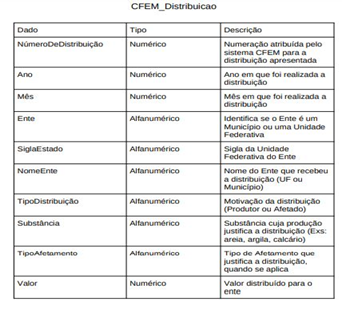 CFEM_Distribuicao
Dado Tipo Descrição
NúmeroDeDistribuição Numérico Numeração atribuída pelo
sistema CFEM para a
distribuição apresentada
Ano Numérico Ano em que foi realizada a
distribuição
Mês Numérico Mês em que foi realizada a
distribuição
Ente Alfanumérico Identifica se o Ente é um
Município ou uma Unidade
Federativa
SiglaEstado Alfanumérico Sigla da Unidade
Federativa do Ente
NomeEnte Alfanumérico Nome do Ente que recebeu
a distribuição (UF ou
Município)
TipoDistribuição Alfanumérico Motivação da distribuição
(Produtor ou Afetado)
Substância Alfanumérico Substância cuja produção
justifica a distribuição (Exs:
areia, argila, calcário)
TipoAfetamento Alfanumérico Tipo de Afetamento que
justifica a distribuição,
quando se aplica
Valor Numérico Valor distribuído para o
ente